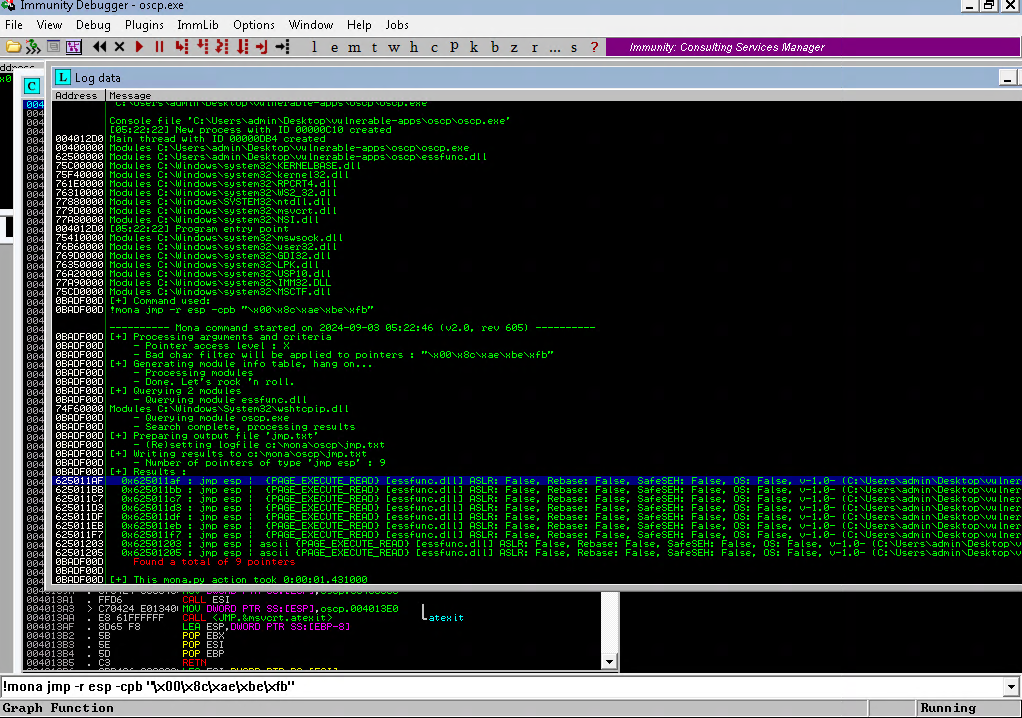 Immunity Debugger - oscp.exe
File View Debug Plugins ImmLib Options Window Help Jobs
l e m t w h c P k b z r ... s ? Immunity: Consulting Services Manager
Log data
Address Message
'C:\Users\admin\Desktop\vulnerable-apps\oscp\oscp.exe'
Console file 'C:\Users\admin\Desktop\vulnerable-apps\oscp\oscp.exe'
[05:22:22] New process with ID 00000C10 created
004012D0 Main thread with ID 00000DB4 created
00400000 Modules C:\Users\admin\Desktop\vulnerable-apps\oscp\oscp.exe
62500000 Modules C:\Users\admin\Desktop\vulnerable-apps\oscp\essfunc.dll
75C00000 Modules C:\Windows\system32\KERNELBASE.dll
75F40000 Modules C:\Windows\system32\kernel32.dll
761E0000 Modules C:\Windows\system32\RPCRT4.dll
76310000 Modules C:\Windows\system32\WS2_32.dll
77880000 Modules C:\Windows\SYSTEM32\ntdll.dll
779D0000 Modules C:\Windows\system32\msvcrt.dll
77A80000 Modules C:\Windows\system32\NSI.dll
004012D0 [05:22:22] Program entry point
75410000 Modules C:\Windows\system32\mswsock.dll
76B60000 Modules C:\Windows\system32\user32.dll
769D0000 Modules C:\Windows\system32\GDI32.dll
76350000 Modules C:\Windows\system32\LPK.dll
76A20000 Modules C:\Windows\system32\USP10.dll
77A90000 Modules C:\Windows\system32\IMM32.DLL
75CD0000 Modules C:\Windows\system32\MSCTF.dll
0BADF00D [+] Command used:
0BADF00D !mona jmp -r esp -cpb "\x00\x8c\xae\xbe\xfb"
---------- Mona command started on 2024-09-03 05:22:46 (v2.0, rev 605) ----------
0BADF00D [+] Processing arguments and criteria
0BADF00D - Pointer access level : X
0BADF00D - Bad char filter will be applied to pointers : "\x00\x8c\xae\xbe\xfb"
0BADF00D [+] Generating module info table, hang on...
0BADF00D - Processing modules
0BADF00D - Done. Let's rock 'n roll.
0BADF00D [+] Querying 2 modules
0BADF00D - Querying module essfunc.dll
74F60000 Modules C:\Windows\System32\wshtcpip.dll
0BADF00D - Querying module oscp.exe
0BADF00D - Search complete, processing results
0BADF00D [+] Preparing output file 'jmp.txt'
0BADF00D - (Re)setting logfile c:\mona\oscp\jmp.txt
0BADF00D [+] Writing results to c:\mona\oscp\jmp.txt
0BADF00D - Number of pointers of type 'jmp esp' : 9
0BADF00D [+] Results :
625011AF 0x625011af : jmp esp | {PAGE_EXECUTE_READ} [essfunc.dll] ASLR: False, Rebase: False, SafeSEH: False, OS: False, v-1.0- (C:\Users\admin\Desktop\vulner
625011BB 0x625011bb : jmp esp | {PAGE_EXECUTE_READ} [essfunc.dll] ASLR: False, Rebase: False, SafeSEH: False, OS: False, v-1.0- (C:\Users\admin\Desktop\vulner
625011C7 0x625011c7 : jmp esp | {PAGE_EXECUTE_READ} [essfunc.dll] ASLR: False, Rebase: False, SafeSEH: False, OS: False, v-1.0- (C:\Users\admin\Desktop\vulner
625011D3 0x625011d3 : jmp esp | {PAGE_EXECUTE_READ} [essfunc.dll] ASLR: False, Rebase: False, SafeSEH: False, OS: False, v-1.0- (C:\Users\admin\Desktop\vulner
625011DF 0x625011df : jmp esp | {PAGE_EXECUTE_READ} [essfunc.dll] ASLR: False, Rebase: False, SafeSEH: False, OS: False, v-1.0- (C:\Users\admin\Desktop\vulner
625011EB 0x625011eb : jmp esp | {PAGE_EXECUTE_READ} [essfunc.dll] ASLR: False, Rebase: False, SafeSEH: False, OS: False, v-1.0- (C:\Users\admin\Desktop\vulner
625011F7 0x625011f7 : jmp esp | {PAGE_EXECUTE_READ} [essfunc.dll] ASLR: False, Rebase: False, SafeSEH: False, OS: False, v-1.0- (C:\Users\admin\Desktop\vulner
62501203 0x62501203 : jmp esp | ascii {PAGE_EXECUTE_READ} [essfunc.dll] ASLR: False, Rebase: False, SafeSEH: False, OS: False, v-1.0- (C:\Users\admin\Desktop\v
62501205 0x62501205 : jmp esp | ascii {PAGE_EXECUTE_READ} [essfunc.dll] ASLR: False, Rebase: False, SafeSEH: False, OS: False, v-1.0- (C:\Users\admin\Desktop\v
0BADF00D Found a total of 9 pointers
0BADF00D
0BADF00D [+] This mona.py action took 0:00:01.431000
004013A1 . FFD6 CALL ESI
004013A3 > C70424 E01340 MOV DWORD PTR SS:[ESP],oscp.004013E0
004013AA . E8 61FFFFFF CALL <JMP.&msvcrt.atexit> atexit
004013AF . 8D65 F8 LEA ESP,DWORD PTR SS:[EBP-8]
004013B2 . 5B POP EBX
004013B3 . 5E POP ESI
004013B4 . 5D POP EBP
004013B5 . C3 RETN
!mona jmp -r esp -cpb "\x00\x8c\xae\xbe\xfb"
Graph Function Running